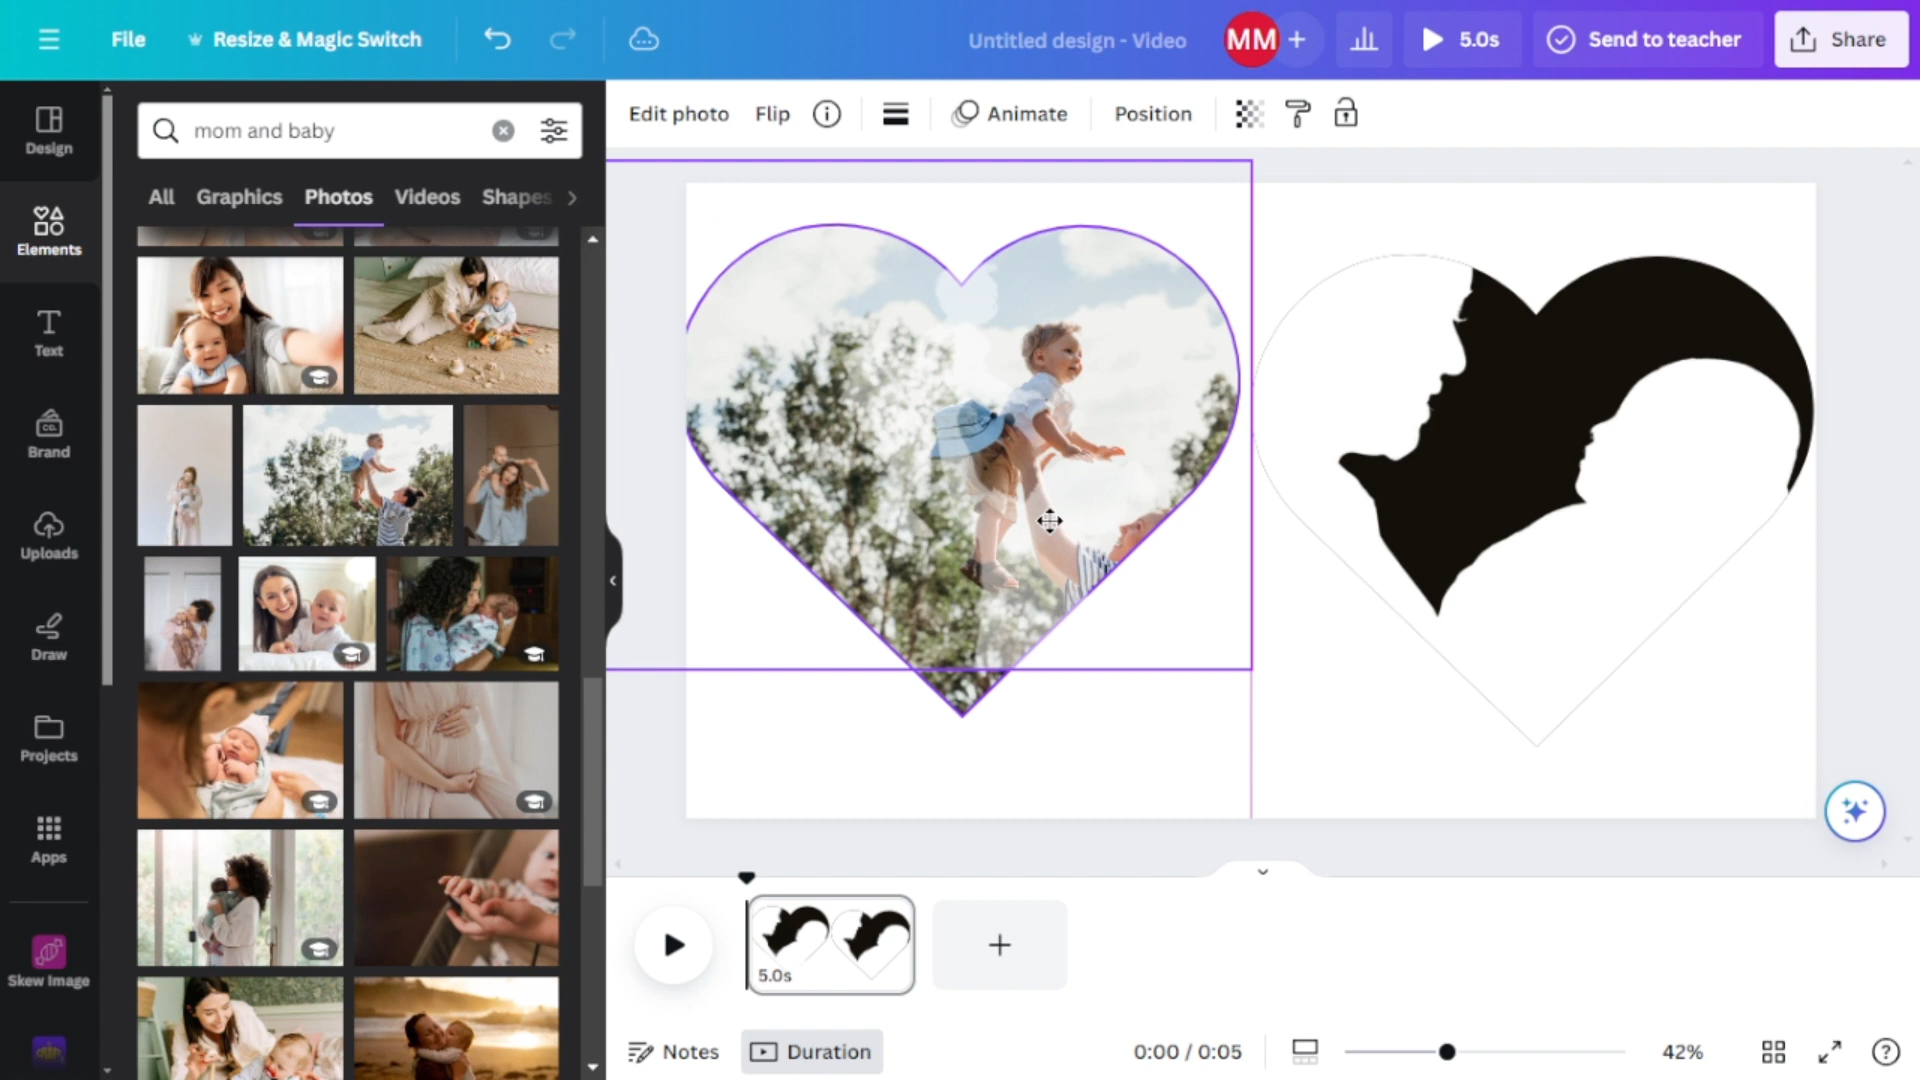 File
Resize & Magic Switch
Untitled design - Video
MM
+
5.0s
Send to teacher
Share
Design
Elements
Text
Brand
CO.
Uploads
Draw
Projects
Apps
Skew Image
mom and baby
All
Graphics
Photos
Videos
Shapes
Edit photo
Flip
Animate
Position
5.0s
Notes
Duration
0:00 / 0:05
42%